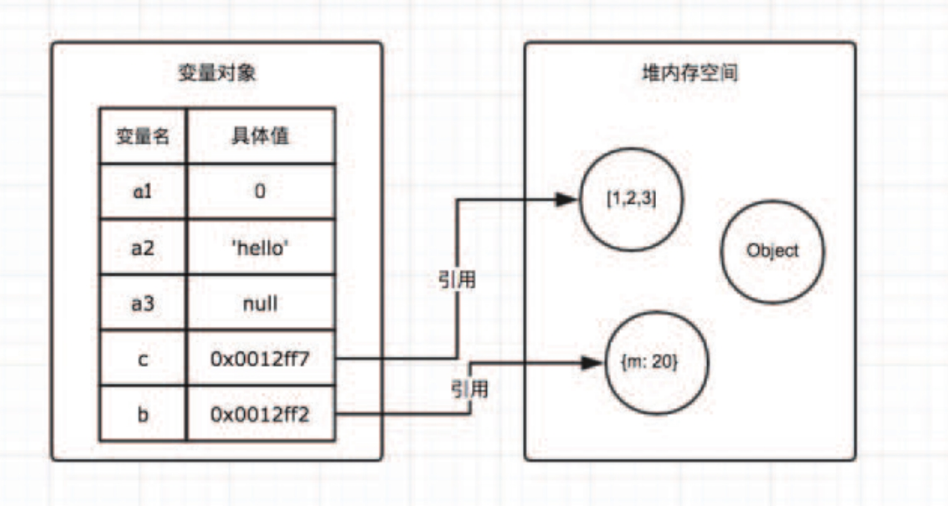 变量对象
变量名 具体值
a1 0
a2 'hello'
a3 null
c 0x0012ff7
b 0x0012ff2
引用
引用
堆内存空间
[1,2,3]
Object
{m: 20}